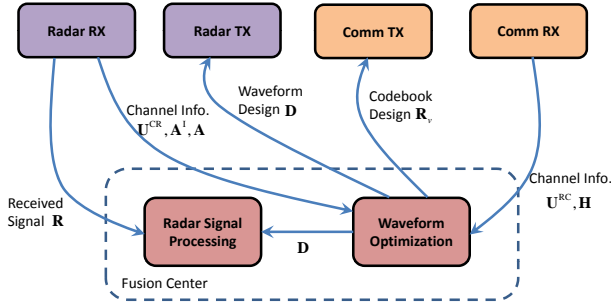 Radar RX
Radar TX
Comm TX
Comm RX
Waveform
Design D
Codebook
Design R_v
Channel Info.
U^CR, A^I, A
Channel Info.
U^RC, H
Received
Signal R
Radar Signal
Processing
D
Waveform
Optimization
Fusion Center